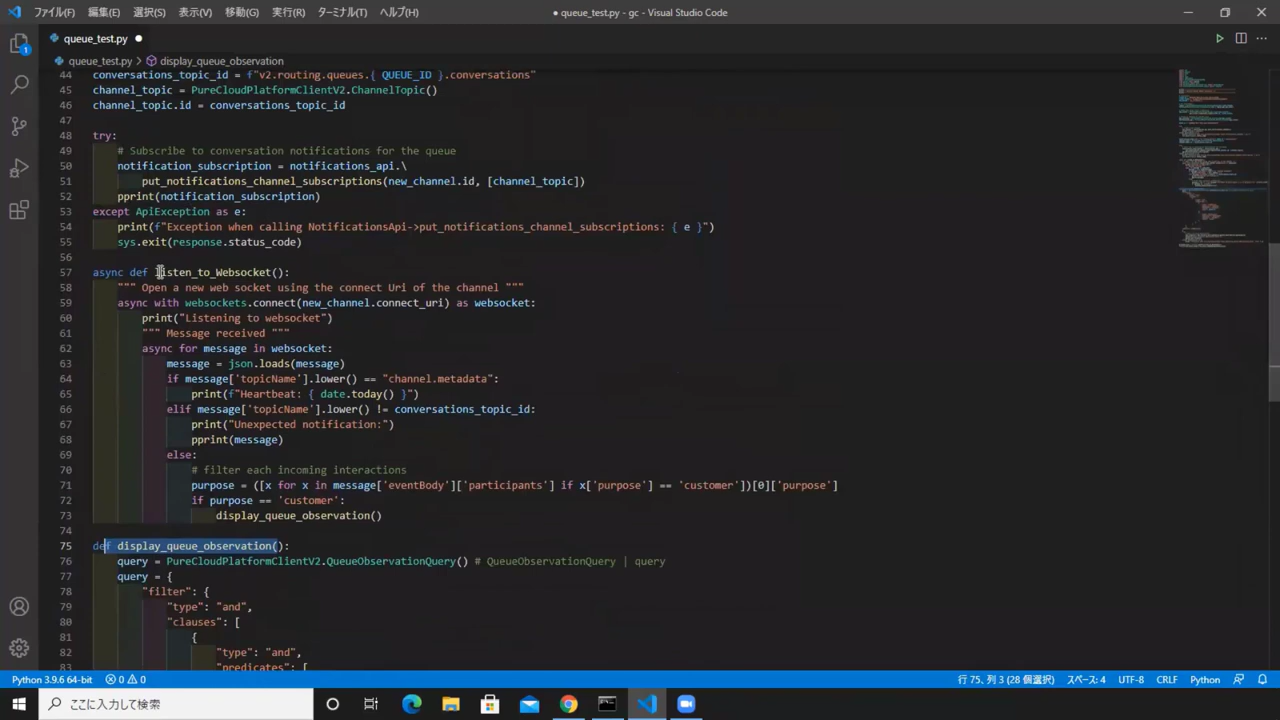 ファイル(F) 編集(E) 選択(S) 表示(V) 移動(G) 実行(R) ターミナル(T) ヘルプ(H) ● queue_test.py - gc - Visual Studio Code
queue_test.py ●
queue_test.py > display_queue_observation
44 conversations_topic_id = f"v2.routing.queues.{ QUEUE_ID }.conversations"
45 channel_topic = PureCloudPlatformClientV2.ChannelTopic()
46 channel_topic.id = conversations_topic_id
47
48 try:
49 # Subscribe to conversation notifications for the queue
50 notification_subscription = notifications_api.\
51 put_notifications_channel_subscriptions(new_channel.id, [channel_topic])
52 pprint(notification_subscription)
53 except ApiException as e:
54 print(f"Exception when calling NotificationsApi->put_notifications_channel_subscriptions: { e }")
55 sys.exit(response.status_code)
56
57 async def listen_to_Websocket():
58 """ Open a new web socket using the connect Uri of the channel """
59 async with websockets.connect(new_channel.connect_uri) as websocket:
60 print("Listening to websocket")
61 """ Message received """
62 async for message in websocket:
63 message = json.loads(message)
64 if message['topicName'].lower() == "channel.metadata":
65 print(f"Heartbeat: { date.today() }")
66 elif message['topicName'].lower() != conversations_topic_id:
67 print("Unexpected notification:")
68 pprint(message)
69 else:
70 # filter each incoming interactions
71 purpose = ([x for x in message['eventBody']['participants'] if x['purpose'] == 'customer'])[0]['purpose']
72 if purpose == 'customer':
73 display_queue_observation()
74
75 def display_queue_observation():
76 query = PureCloudPlatformClientV2.QueueObservationQuery() # QueueObservationQuery | query
77 query = {
78 "filter": {
79 "type": "and",
80 "clauses": [
81 {
82 "type": "and",
83 "predicates": [
1
Python 3.9.6 64-bit 0 0 行 75、列 3 (28 個選択) スペース: 4 UTF-8 CRLF Python
ここに入力して検索